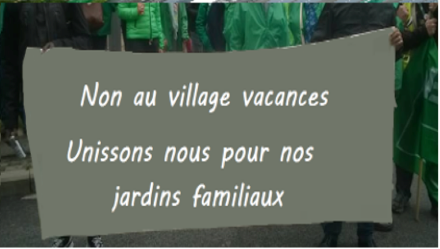 Non au village vacances
Unissons nous pour nos
jardins familiaux